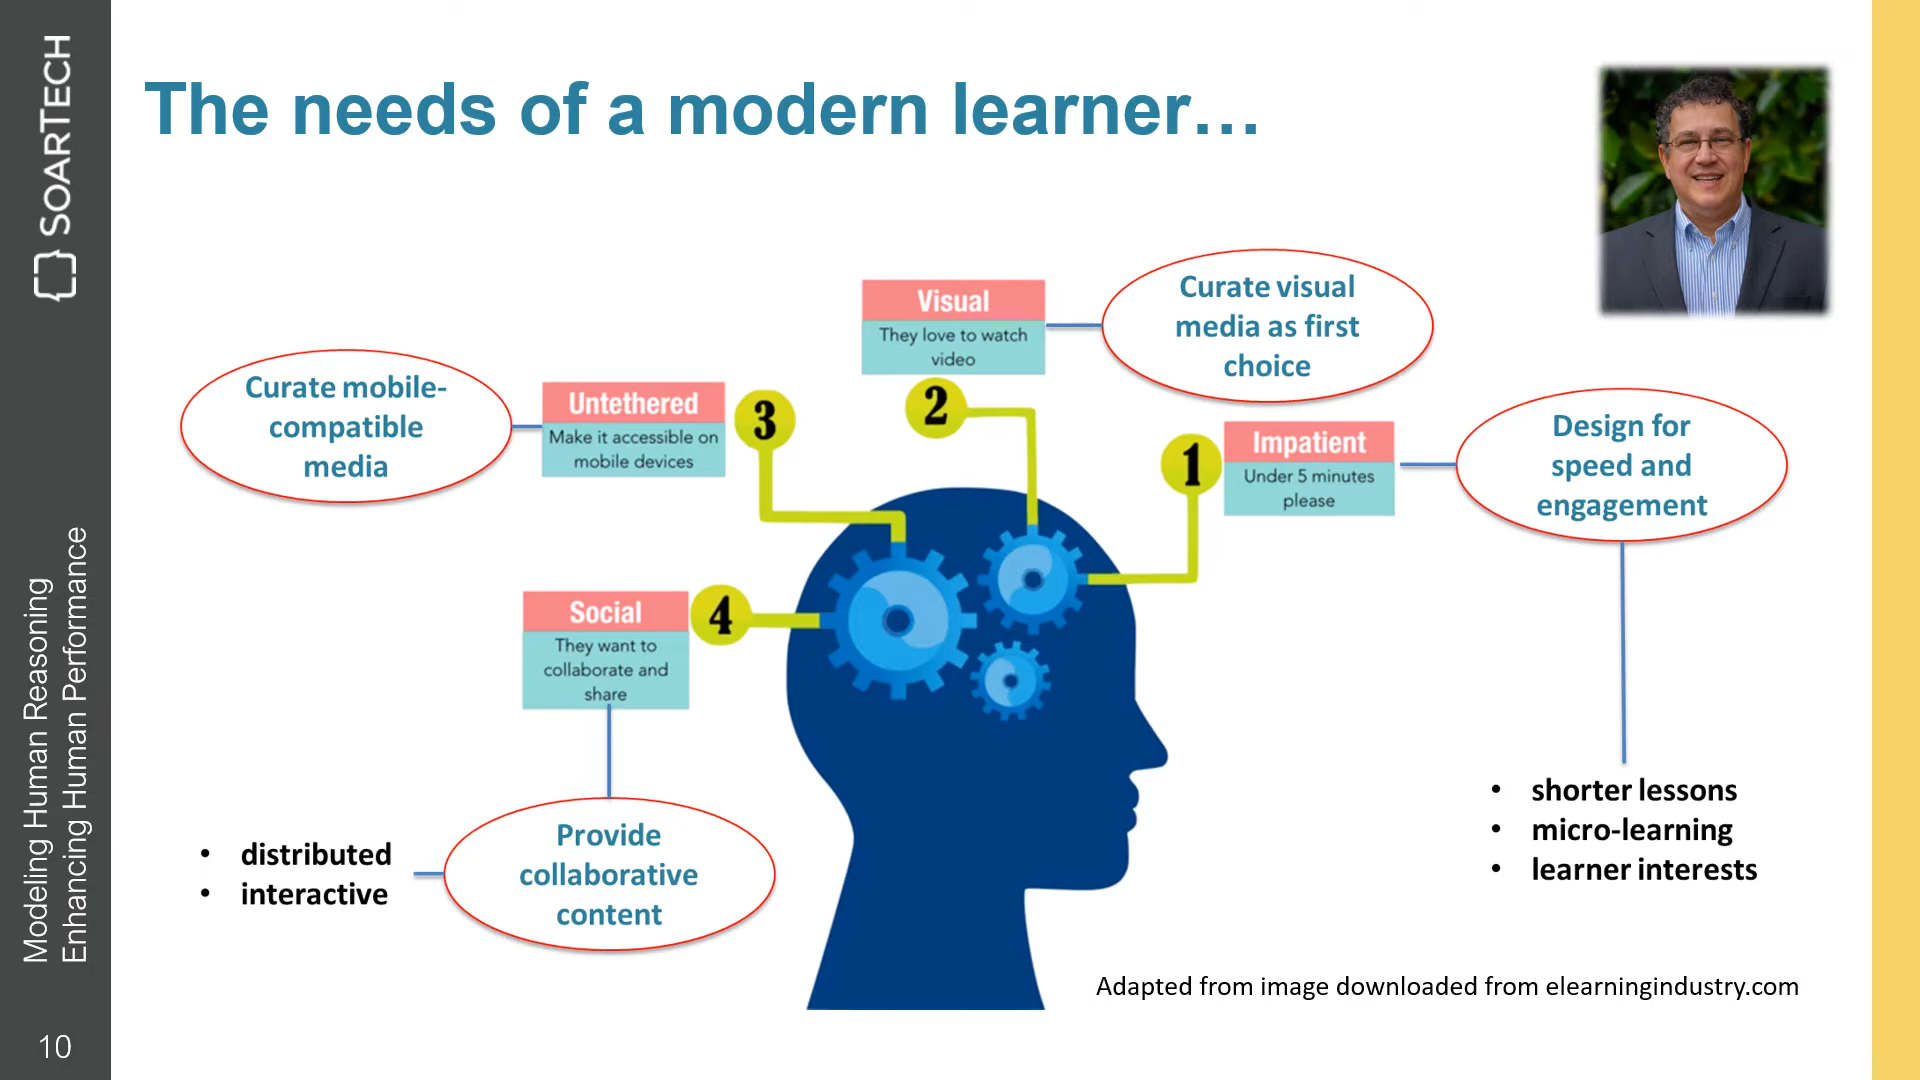 SOARTECH
Modeling Human Reasoning
Enhancing Human Performance
10
The needs of a modern learner…
Visual
They love to watch
video
Curate visual
media as first
choice
Curate mobile-
compatible
media
Untethered
Make it accessible on
mobile devices
3
2
1
Impatient
Under 5 minutes
please
Design for
speed and
engagement
Social
They want to
collaborate and
share
4
• shorter lessons
• micro-learning
• learner interests
• distributed
• interactive
Provide
collaborative
content
Adapted from image downloaded from elearningindustry.com